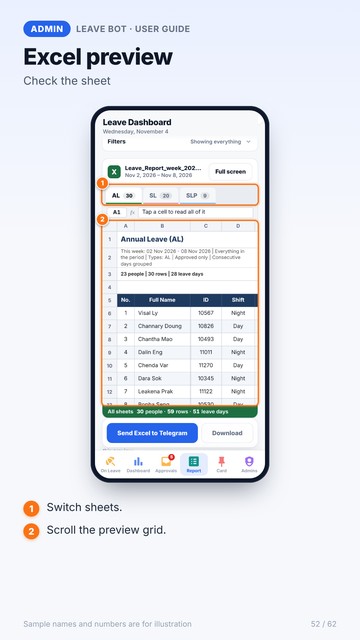 ADMIN LEAVE BOT · USER GUIDE
Excel preview
Check the sheet
Leave Dashboard
Wednesday, November 4
Filters Showing everything
X Leave_Report_week_202... Full screen
Nov 2, 2026 – Nov 8, 2026
1
AL 30 SL 20 SLP 9
2
A1 fx Tap a cell to read all of it
A B C D
1 Annual Leave (AL)
2 This week: 02 Nov 2026 - 08 Nov 2026 | Everything in
the period | Types: AL | Approved only | Consecutive
days grouped
3 23 people | 30 rows | 28 leave days
4
5 No. Full Name ID Shift
6 1 Visal Ly 10567 Night
7 2 Channary Doung 10826 Day
8 3 Chantha Mao 10493 Day
9 4 Dalin Eng 11011 Night
10 5 Chenda Var 11270 Day
11 6 Dara Sok 10345 Night
12 7 Leakena Prak 11122 Night
All sheets 30 people · 59 rows · 51 leave days
Send Excel to Telegram Download
On Leave Dashboard Approvals Report Card Admins
1 Switch sheets.
2 Scroll the preview grid.
Sample names and numbers are for illustration 52 / 62